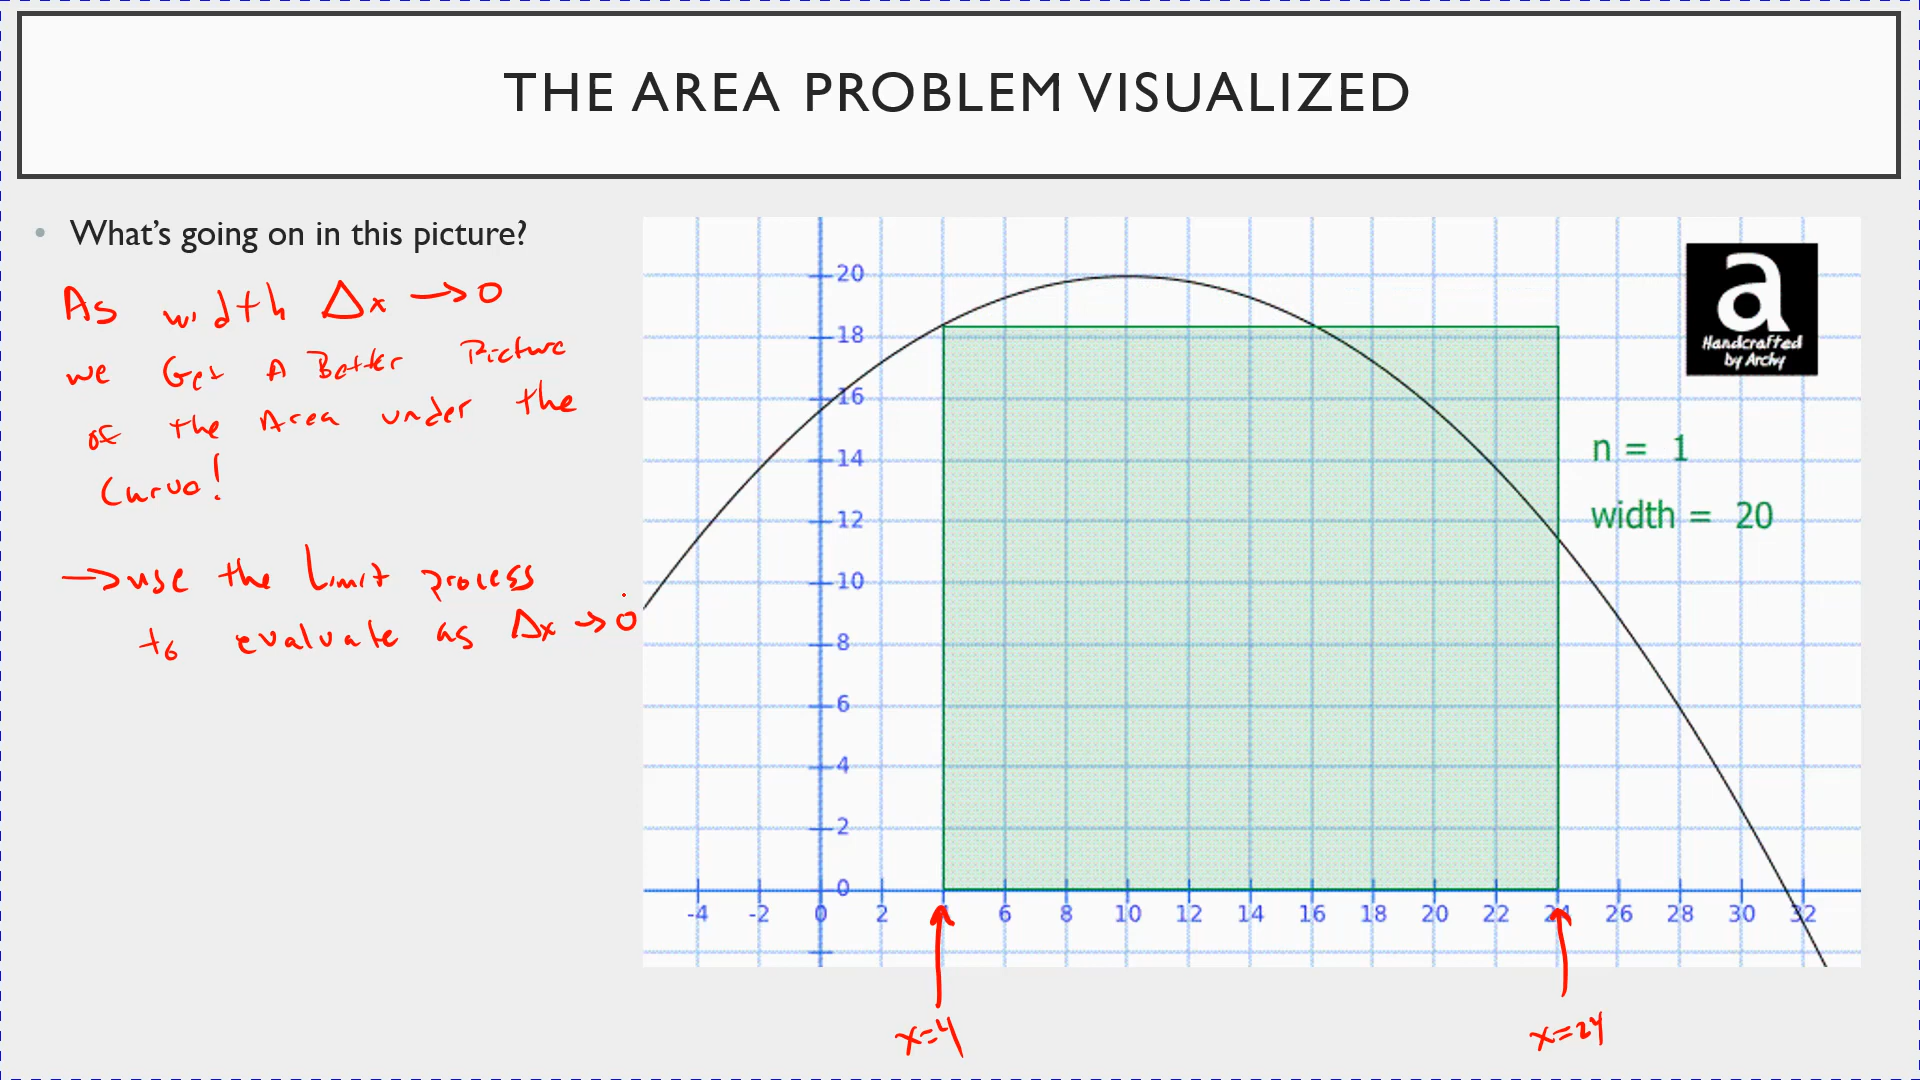 THE AREA PROBLEM VISUALIZED
• What's going on in this picture?
As width Δx → 0
we Get A Better Picture
of the Area under the
Curve!
→ use the Limit process
to evaluate as Δx → 0
a
Handcrafted
by Archy
n = 1
width = 20
20
18
16
14
12
10
8
6
4
2
0
-4 -2 0 2 4 6 8 10 12 14 16 18 20 22 24 26 28 30 32
x=4 x=24